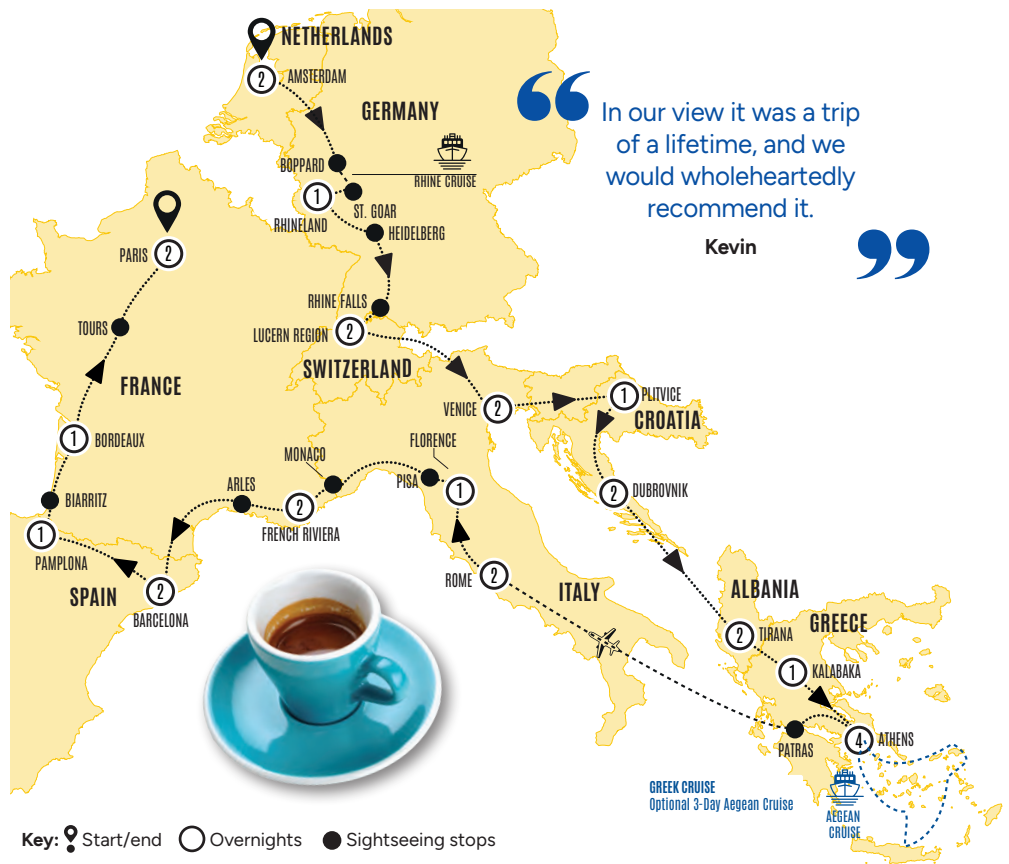 NETHERLANDS
2
AMSTERDAM
GERMANY
BOPPARD
RHINE CRUISE
1
RHINELAND
ST. GOAR
HEIDELBERG
RHINE FALLS
2
LUCERN REGION
SWITZERLAND
PARIS
2
TOURS
FRANCE
1
BORDEAUX
BIARRITZ
1
PAMPLONA
SPAIN
2
BARCELONA
ARLES
2
FRENCH RIVIERA
MONACO
PISA
FLORENCE
1
ROME
2
ITALY
VENICE
2
1
PLITVICE
CROATIA
2
DUBROVNIK
ALBANIA
GREECE
2
TIRANA
1
KALABAKA
PATRAS
4
ATHENS
GREEK CRUISE
Optional 3-Day Aegean Cruise
AEGEAN
CRUISE
“
In our view it was a trip
of a lifetime, and we
would wholeheartedly
recommend it.
Kevin
”
Key: Start/end Overnights Sightseeing stops